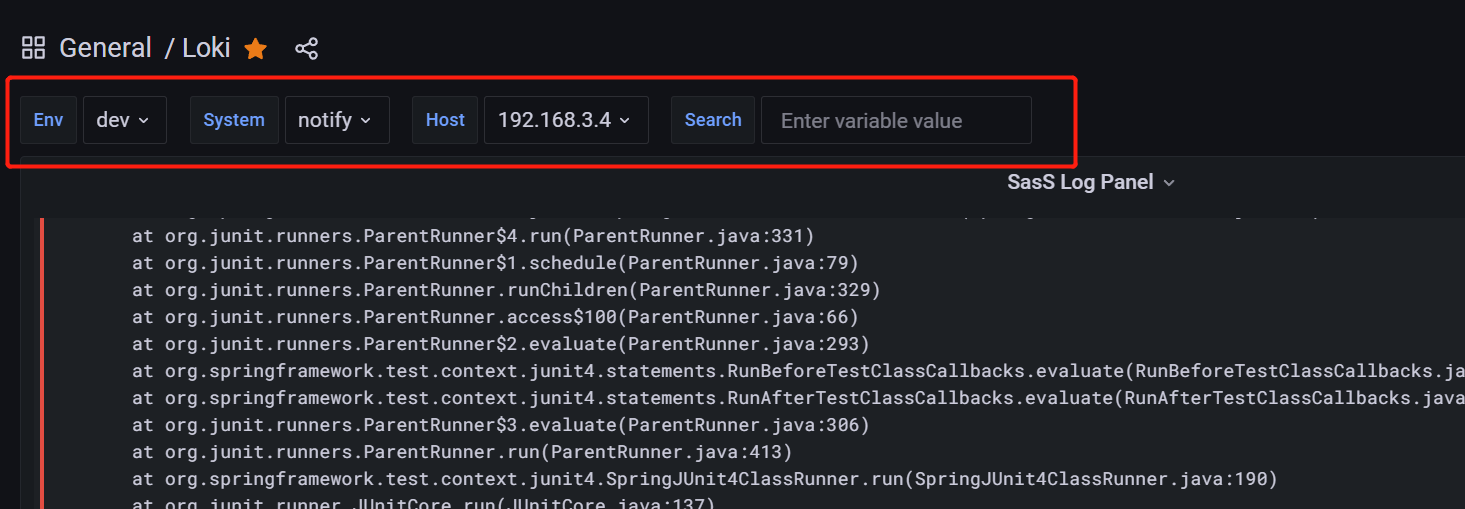 General / Loki
Env dev System notify Host 192.168.3.4 Search Enter variable value
SasS Log Panel
at org.junit.runners.ParentRunner$4.run(ParentRunner.java:331)
at org.junit.runners.ParentRunner$1.schedule(ParentRunner.java:79)
at org.junit.runners.ParentRunner.runChildren(ParentRunner.java:329)
at org.junit.runners.ParentRunner.access$100(ParentRunner.java:66)
at org.junit.runners.ParentRunner$2.evaluate(ParentRunner.java:293)
at org.springframework.test.context.junit4.statements.RunBeforeTestClassCallbacks.evaluate(RunBeforeTestClassCallbacks.ja
at org.springframework.test.context.junit4.statements.RunAfterTestClassCallbacks.evaluate(RunAfterTestClassCallbacks.java
at org.junit.runners.ParentRunner$3.evaluate(ParentRunner.java:306)
at org.junit.runners.ParentRunner.run(ParentRunner.java:413)
at org.springframework.test.context.junit4.SpringJUnit4ClassRunner.run(SpringJUnit4ClassRunner.java:190)
at org.junit.runner.JUnitCore.run(JUnitCore.java:137)